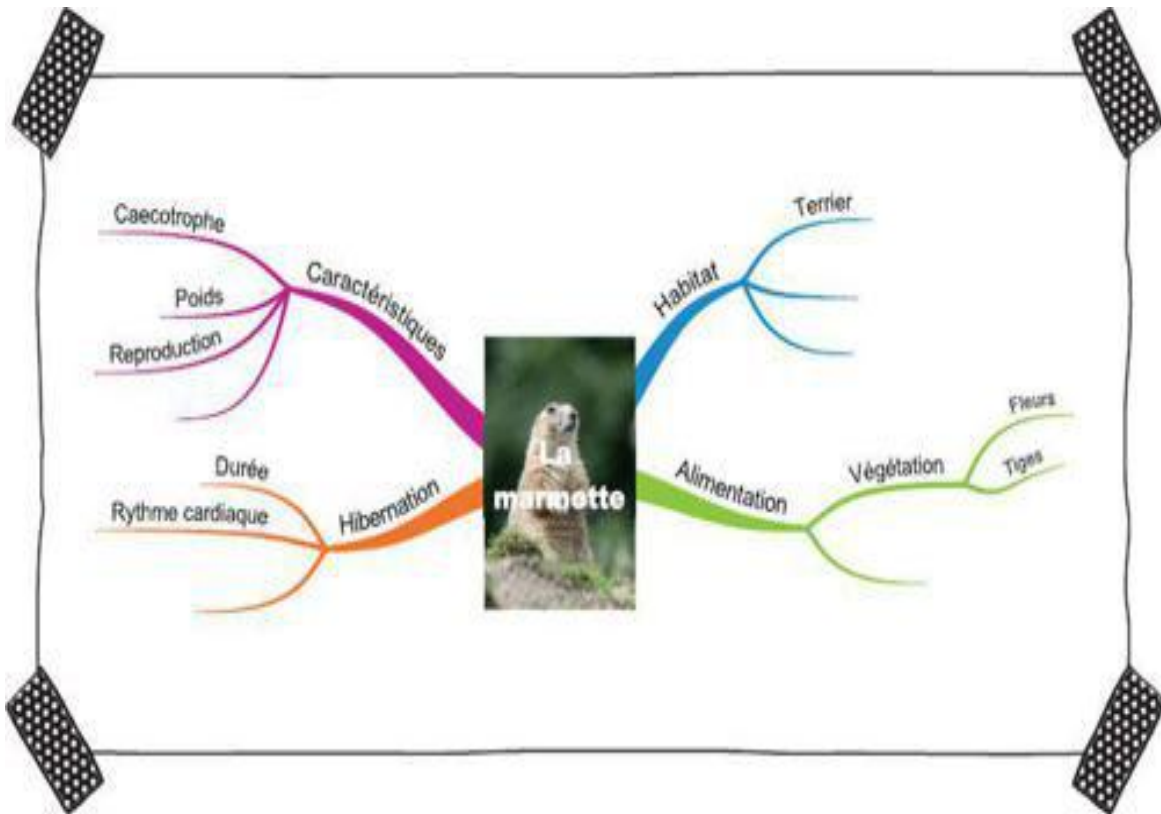 Caecotrophe
Poids
Reproduction
Caractéristiques
Durée
Rythme cardiaque
Hibernation
La
marmotte
Habitat
Terrier
Alimentation
Végétation
Fleurs
Tiges